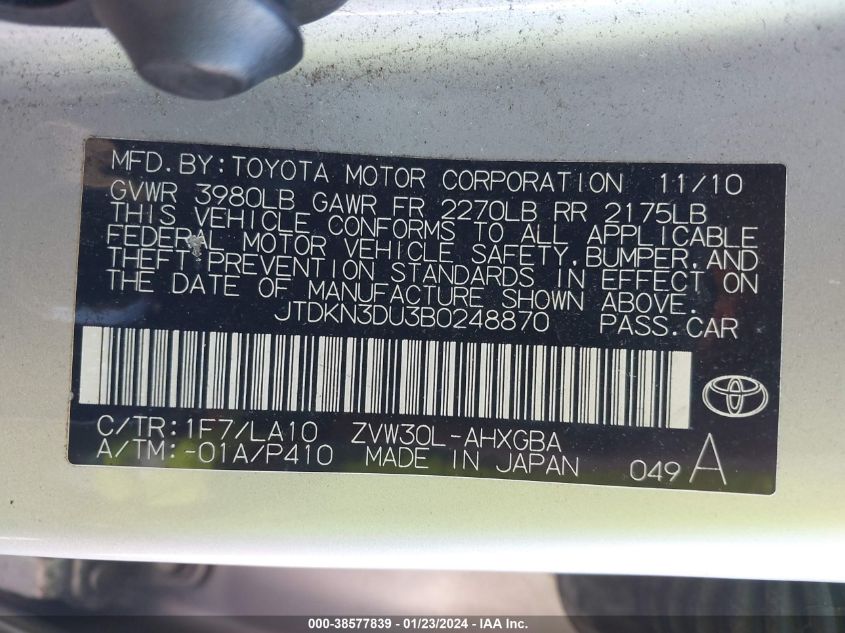 MFD.BY:TOYOTA MOTOR CORPORATION 11/10
GVWR 3980LB GAWR FR 2270LB RR 2175LB
THIS VEHICLE CONFORMS TO ALL APPLICABLE
FEDERAL MOTOR VEHICLE SAFETY,BUMPER,AND
THEFT PREVENTION STANDARDS IN EFFECT ON
THE DATE OF MANUFACTURE SHOWN ABOVE.
JTDKN3DU3B0248870 PASS.CAR
C/TR:1F7/LA10 ZVW30L-AHXGBA
A/TM:-01A/P410 MADE IN JAPAN 049 A
000-38577839 - 01/23/2024 - IAA Inc.